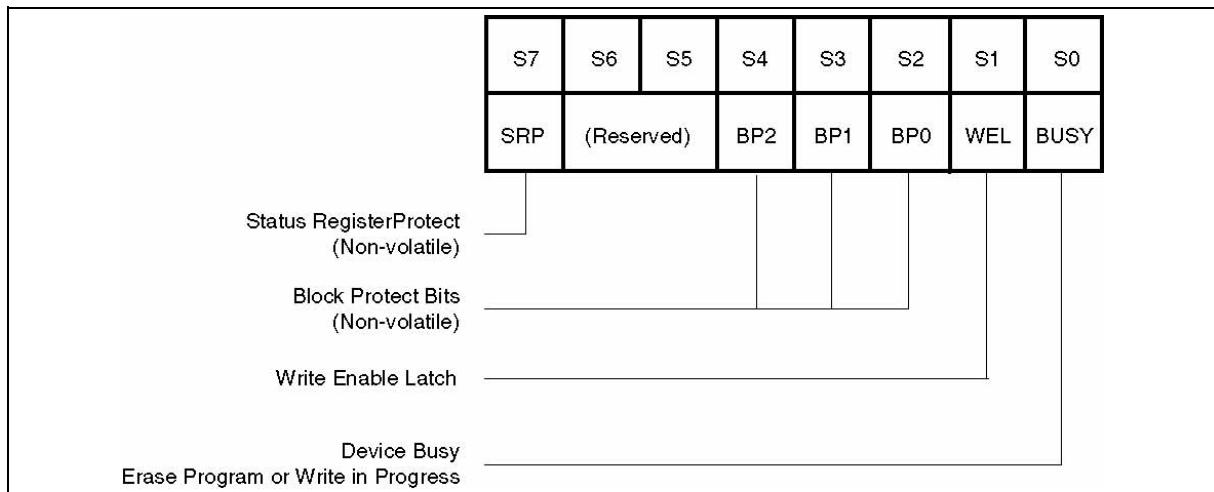 S7 S6 S5 S4 S3 S2 S1 S0
SRP (Reserved) BP2 BP1 BP0 WEL BUSY
Status RegisterProtect
(Non-volatile)
Block Protect Bits
(Non-volatile)
Write Enable Latch
Device Busy
Erase Program or Write in Progress